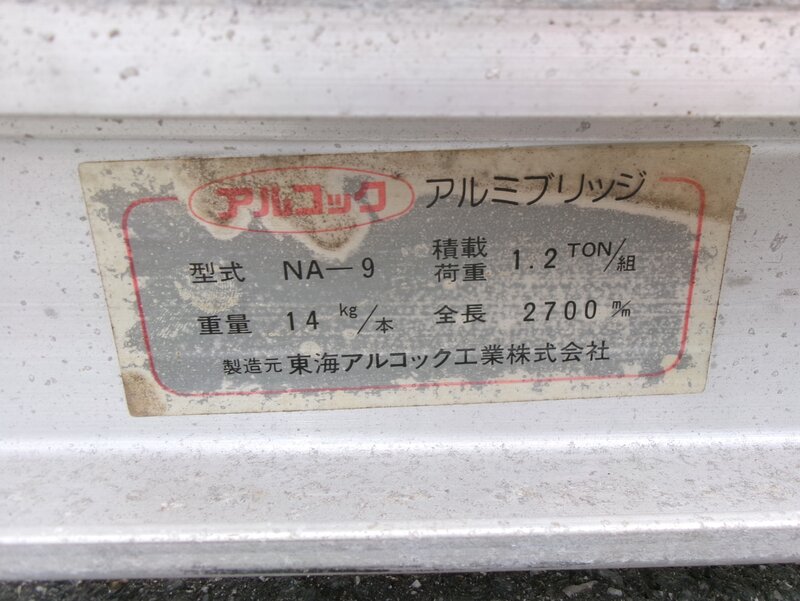 アルコック アルミブリッジ
型式 NA-9 積載荷重 1.2 TON/組
重量 14 kg/本 全長 2700 m/m
製造元 東海アルコック工業株式会社